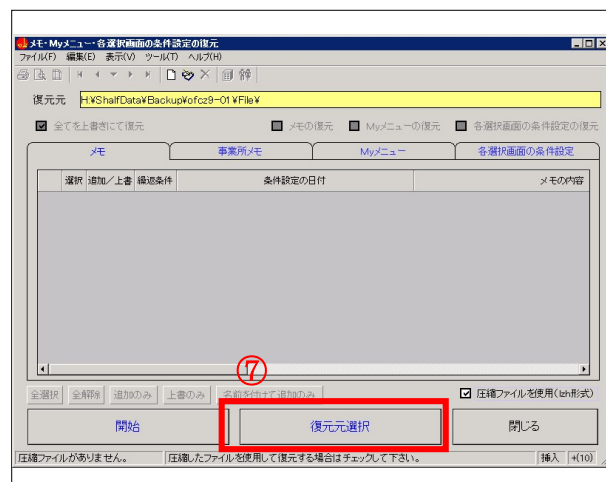 メモ・Myメニュー・各選択画面の条件設定の復元
ファイル(F) 編集(E) 表示(V) ツール(T) ヘルプ(H)
復元元 H:¥ShalfData¥Backup¥ofcz9-01¥File¥
全てを上書きにて復元 メモの復元 Myメニューの復元 各選択画面の条件設定の復元
メモ 事業所メモ Myメニュー 各選択画面の条件設定
選択 追加／上書 繰返条件 条件設定の日付 メモの内容
⑦
全選択 全解除 追加のみ 上書のみ 名前を付けて追加のみ 圧縮ファイルを使用(lzh形式)
開始 復元元選択 閉じる
圧縮ファイルがありません。 圧縮したファイルを使用して復元する場合はチェックして下さい。 挿入 +(10)